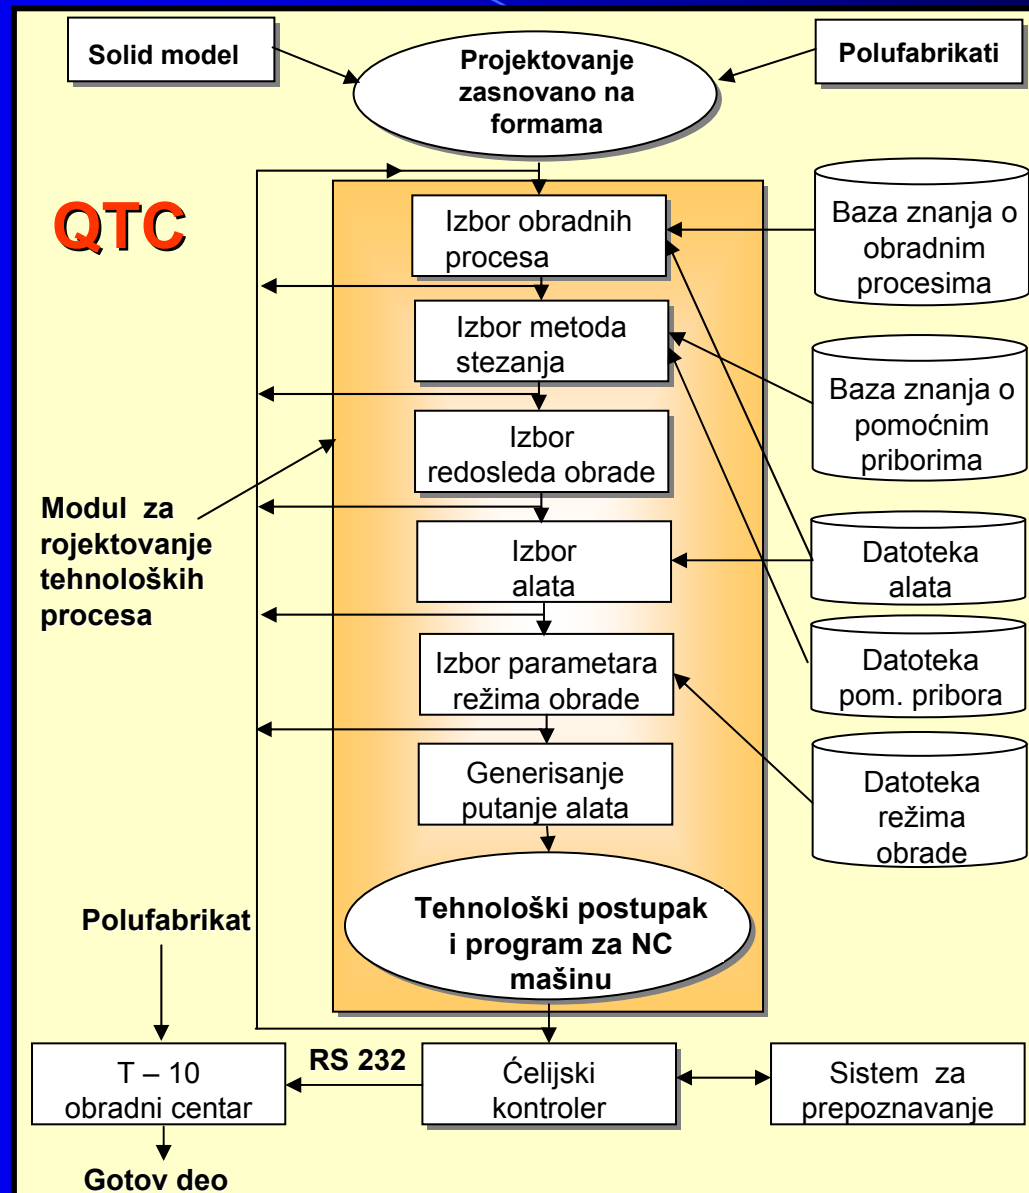 Solid model
Projektovanje
zasnovano na
formama
Polufabrikati
QTC
Izbor obradnih
procesa
Baza znanja o
obradnim
procesima
Izbor metoda
stezanja
Baza znanja o
pomoćnim
priborima
Izbor
redosleda obrade
Modul za
rojektovanje
tehnoloških
procesa
Izbor
alata
Datoteka
alata
Izbor parametara
režima obrade
Datoteka
pom. pribora
Generisanje
putanje alata
Datoteka
režima
obrade
Tehnološki postupak
i program za NC
mašinu
Polufabrikat
T – 10
obradni centar
RS 232
Ćelijski
kontroler
Sistem za
prepoznavanje
Gotov deo